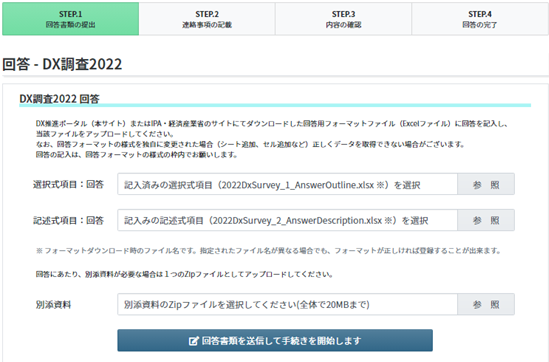 STEP.1
回答書類の提出
STEP.2
連絡事項の記載
STEP.3
内容の確認
STEP.4
回答の完了
回答 - DX調査2022
DX調査2022 回答
DX推進ポータル（本サイト）またはIPA・経済産業省のサイトにてダウンロードした回答用フォーマットファイル（Excelファイル）に回答を記入し、
当該ファイルをアップロードしてください。
なお、回答フォーマットの様式を独自に変更された場合（シート追加、セル追加など）正しくデータを取得できない場合がございます。
回答の記入は、回答フォーマットの様式の枠内でお願いします。
選択式項目：回答
記入済みの選択式項目（2022DxSurvey_1_AnswerOutline.xlsx ※）を選択
参 照
記述式項目：回答
記入みの記述式項目（2022DxSurvey_2_AnswerDescription.xlsx ※）を選択
参 照
※ フォーマットダウンロード時のファイル名です。指定されたファイル名が異なる場合でも、フォーマットが正しければ登録することが出来ます。
回答にあたり、別添資料が必要な場合は１つのZipファイルとしてアップロードしてください。
別添資料
別添資料のZipファイルを選択してください(全体で20MBまで)
参 照
回答書類を送信して手続きを開始します